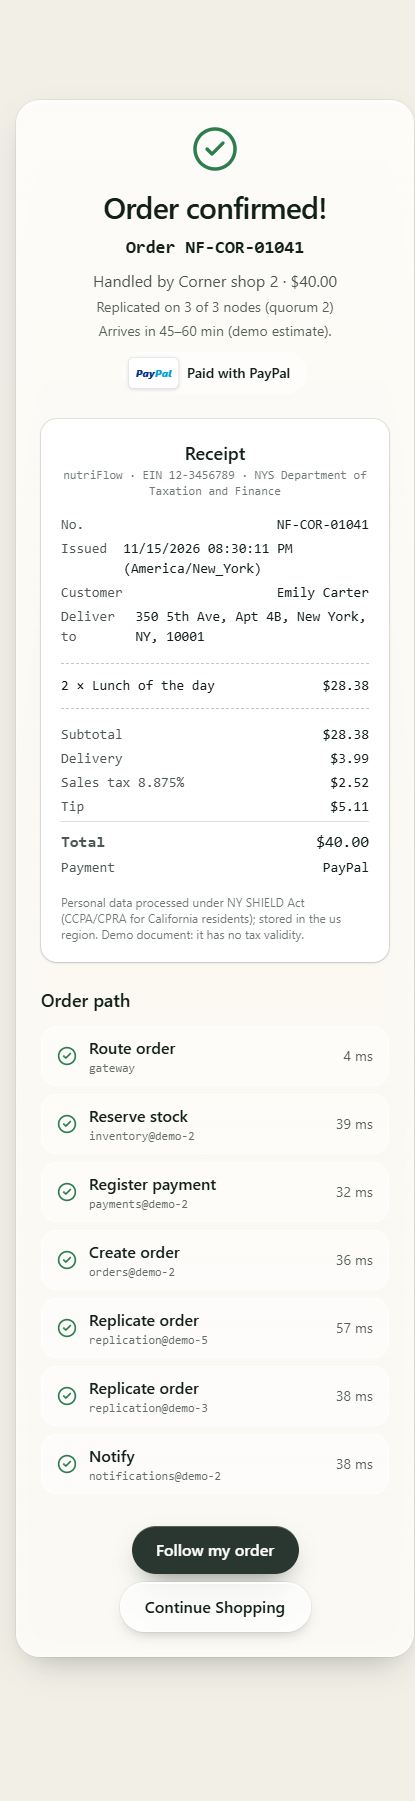 Order confirmed!
Order NF-COR-01041
Handled by Corner shop 2 · $40.00
Replicated on 3 of 3 nodes (quorum 2)
Arrives in 45–60 min (demo estimate).
PayPal Paid with PayPal
Receipt
nutriFlow · EIN 12-3456789 · NYS Department of
Taxation and Finance
No. NF-COR-01041
Issued 11/15/2026 08:30:11 PM
(America/New_York)
Customer Emily Carter
Deliver 350 5th Ave, Apt 4B, New York,
to NY, 10001
2 × Lunch of the day $28.38
Subtotal $28.38
Delivery $3.99
Sales tax 8.875% $2.52
Tip $5.11
Total $40.00
Payment PayPal
Personal data processed under NY SHIELD Act
(CCPA/CPRA for California residents); stored in the us
region. Demo document: it has no tax validity.
Order path
Route order 4 ms
gateway
Reserve stock 39 ms
inventory@demo-2
Register payment 32 ms
payments@demo-2
Create order 36 ms
orders@demo-2
Replicate order 57 ms
replication@demo-5
Replicate order 38 ms
replication@demo-3
Notify 38 ms
notifications@demo-2
Follow my order
Continue Shopping